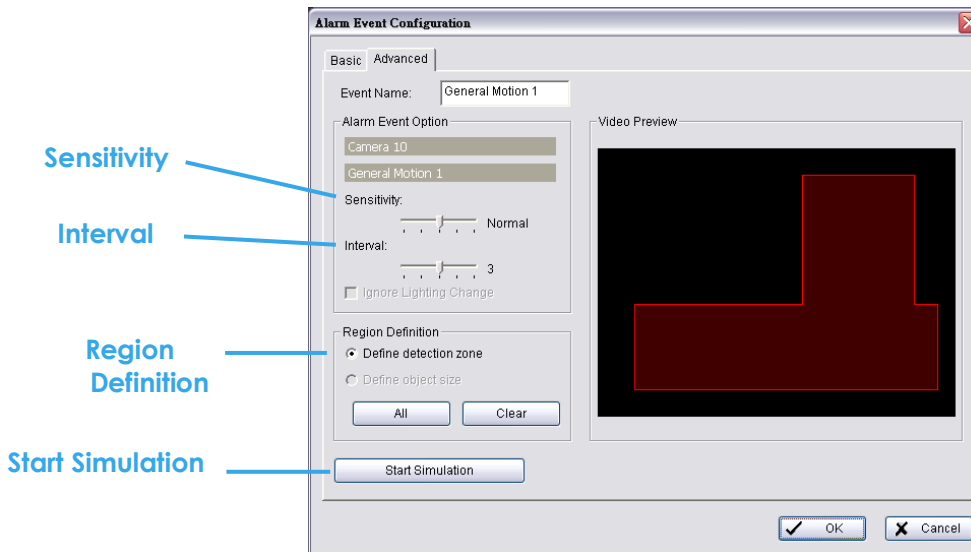 Alarm Event Configuration
Basic
Advanced
Event Name:
General Motion 1
Alarm Event Option
Camera 10
General Motion 1
Sensitivity:
Normal
Interval:
3
Ignore Lighting Change
Region Definition
Define detection zone
Define object size
All
Clear
Start Simulation
Video Preview
OK
Cancel
Sensitivity
Interval
Region
Definition
Start Simulation